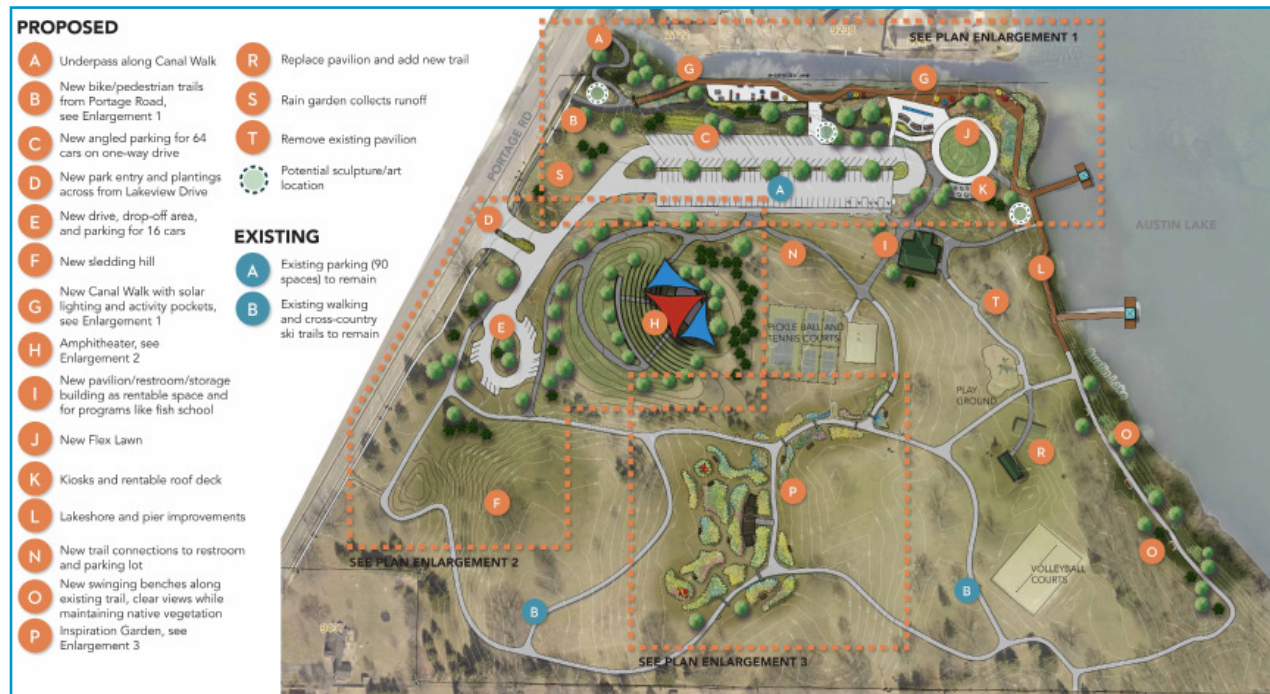 PROPOSED
A
Underpass along Canal Walk
B
New bike/pedestrian trails
from Portage Road,
see Enlargement 1
C
New angled parking for 64
cars on one-way drive
D
New park entry and plantings
across from Lakeview Drive
E
New drive, drop-off area,
and parking for 16 cars
F
New sledding hill
G
New Canal Walk with solar
lighting and activity pockets,
see Enlargement 1
H
Amphitheater, see
Enlargement 2
I
New pavilion/restroom/storage
building as rentable space and
for programs like fish school
J
New Flex Lawn
K
Kiosks and rentable roof deck
L
Lakeshore and pier improvements
N
New trail connections to restroom
and parking lot
O
New swinging benches along
existing trail, clear views while
maintaining native vegetation
P
Inspiration Garden, see
Enlargement 3
R
Replace pavilion and add new trail
S
Rain garden collects runoff
T
Remove existing pavilion
Potential sculpture/art
location
EXISTING
A
Existing parking (90
spaces) to remain
B
Existing walking
and cross-country
ski trails to remain
SEE PLAN ENLARGEMENT 1
A
G
G
B
C
J
S
A
K
PORTAGE RD
D
AUSTIN LAKE
N
I
L
T
E
H
PICKLE BALL AND
TENNIS COURTS
PLAY
GROUND
Austin Lake
O
R
P
F
O
SEE PLAN ENLARGEMENT 2
VOLLEYBALL
COURTS
B
B
SEE PLAN ENLARGEMENT 3